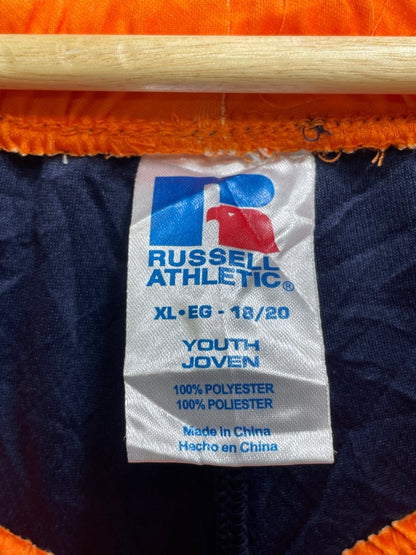 R
RUSSELL
ATHLETIC®
XL • EG - 18/20
YOUTH
JOVEN
100% POLYESTER
100% POLIESTER
Made in China
Hecho en China